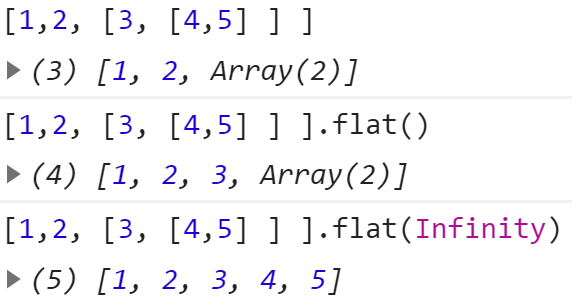 [1,2, [3, [4,5] ] ]
(3) [1, 2, Array(2)]
[1,2, [3, [4,5] ] ].flat()
(4) [1, 2, 3, Array(2)]
[1,2, [3, [4,5] ] ].flat(Infinity)
(5) [1, 2, 3, 4, 5]